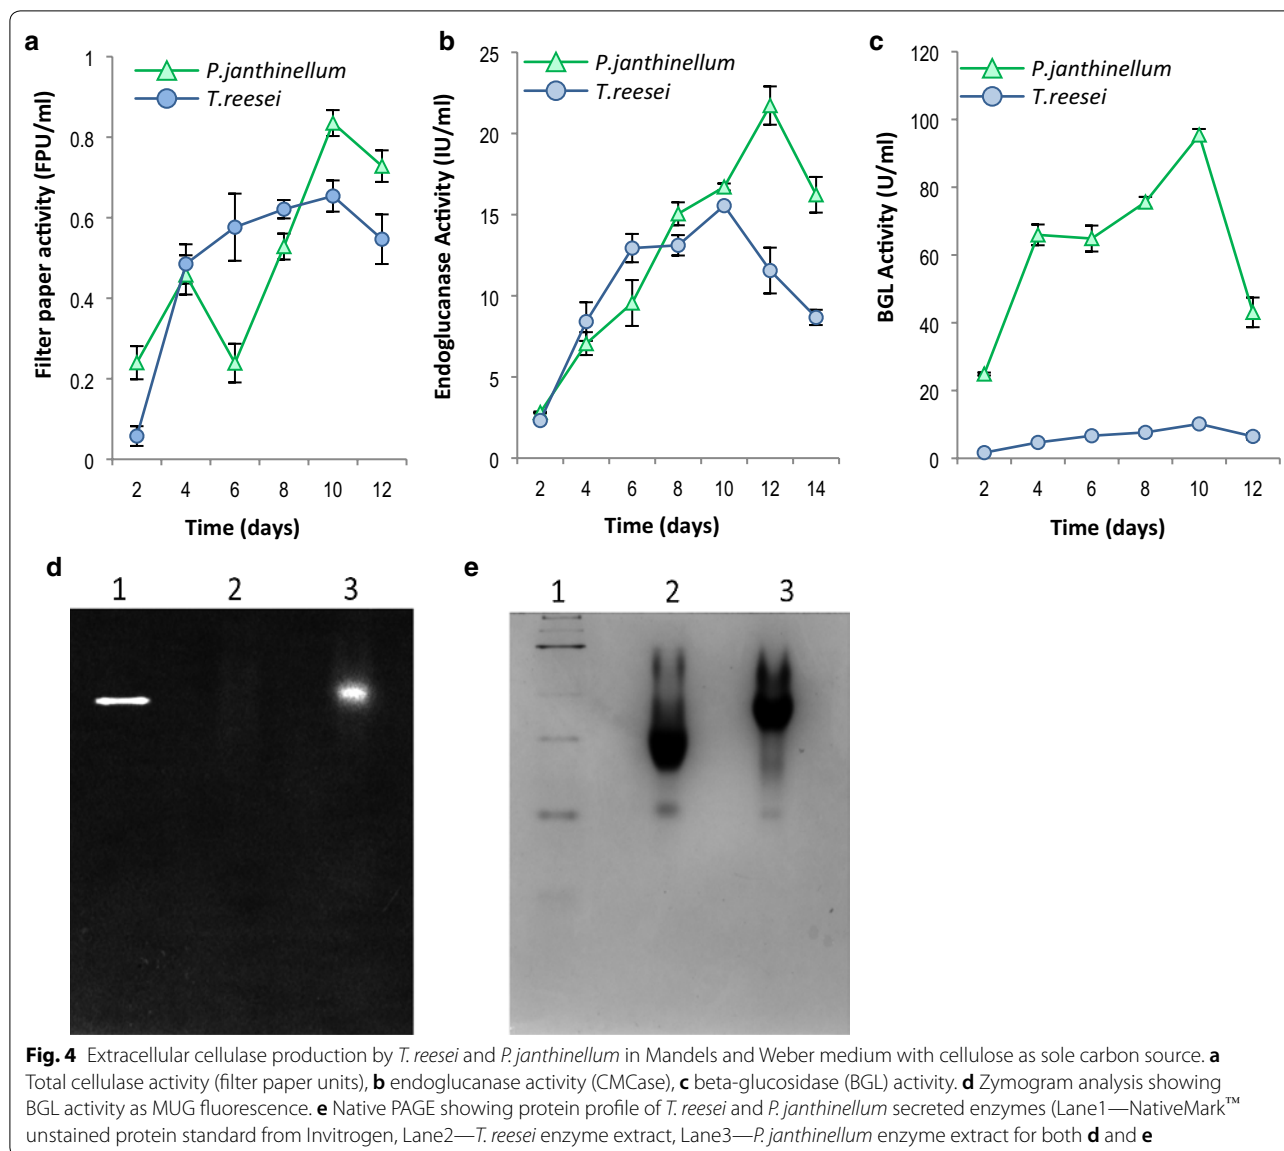 a
Filter paper activity (FPU/ml)
1
0.8
0.6
0.4
0.2
0
P.janthinellum
T.reesei
2 4 6 8 10 12
Time (days)
b
Endoglucanase Activity (IU/ml)
25
20
15
10
5
0
P.janthinellum
T.reesei
2 4 6 8 10 12 14
Time (days)
c
BGL Activity (U/ml)
120
100
80
60
40
20
0
P.janthinellum
T.reesei
2 4 6 8 10 12
Time (days)
d
1 2 3
e
1 2 3
Fig. 4 Extracellular cellulase production by T. reesei and P. janthinellum in Mandels and Weber medium with cellulose as sole carbon source. a
Total cellulase activity (filter paper units), b endoglucanase activity (CMCase), c beta-glucosidase (BGL) activity. d Zymogram analysis showing
BGL activity as MUG fluorescence. e Native PAGE showing protein profile of T. reesei and P. janthinellum secreted enzymes (Lane1—NativeMark™
unstained protein standard from Invitrogen, Lane2—T. reesei enzyme extract, Lane3—P. janthinellum enzyme extract for both d and e